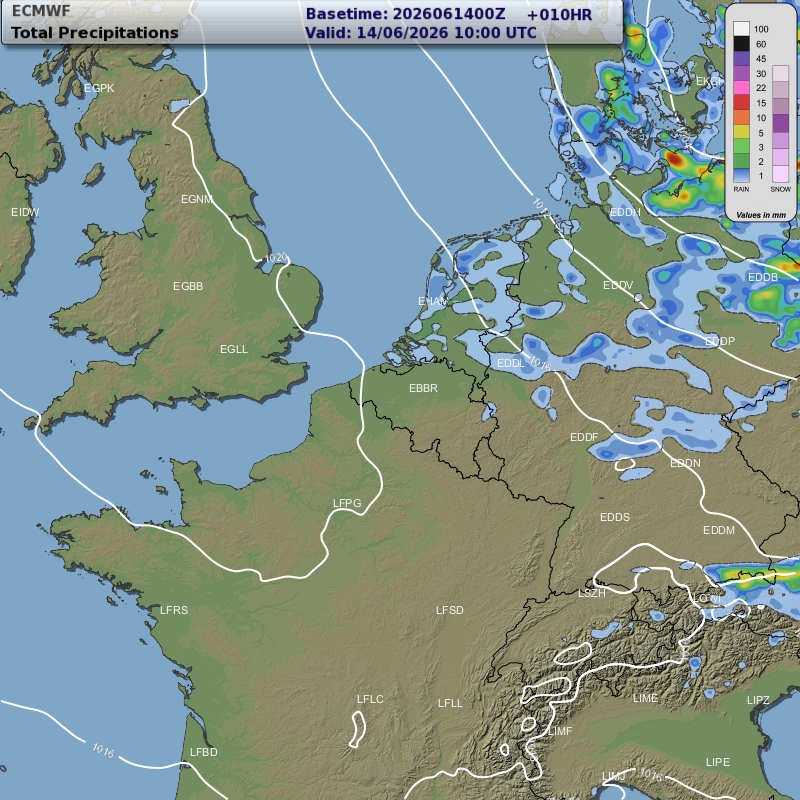 ECMWF
Total Precipitations
Basetime: 2026061400Z +010HR
Valid: 14/06/2026 10:00 UTC
100
60
45
30
22
15
10
5
3
2
1
RAIN SNOW
Values in mm
EGPK
EIDW
EGNM
EGBB
EGLL
EHAM
EBBR
EDDH
EDDV
EDDB
EDDP
EDDL
EDDF
EDDN
EDDS
EDDM
LFPG
LFRS
LFSD
LSZH
LOWI
LFLC
LFLL
LIME
LIMF
LIPZ
LIPE
LIMJ
LFBD
1020
1016
1016
1016